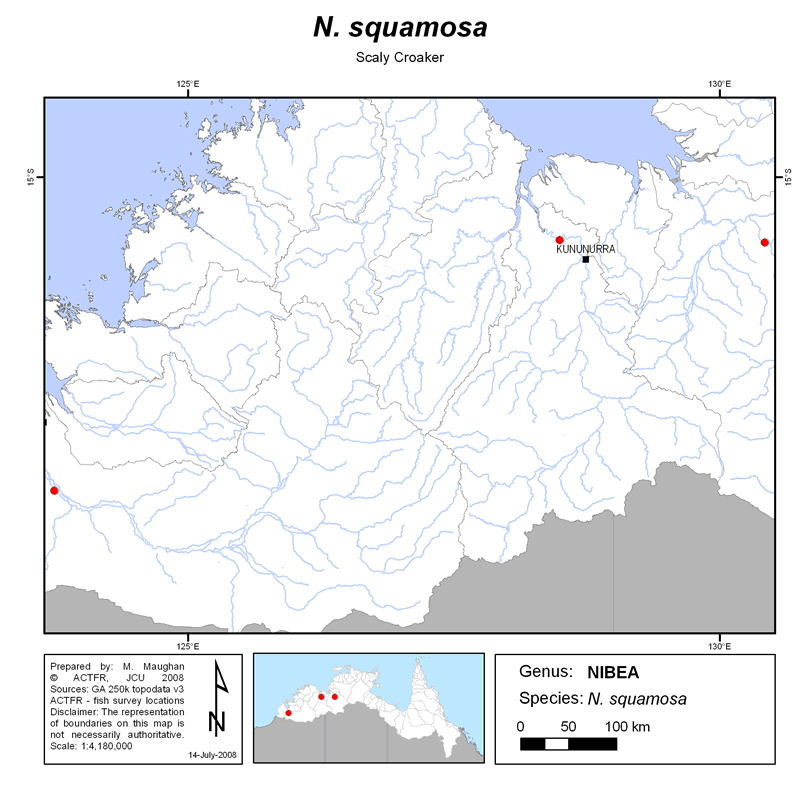 N. squamosa
Scaly Croaker
125°E
130°E
15°S
15°S
KUNUNURRA
125°E
130°E
Prepared by: M. Maughan
© ACTFR, JCU 2008
Sources: GA 250k topodata v3
ACTFR - fish survey locations
Disclaimer: The representation
of boundaries on this map is
not necessarily authoritative.
Scale: 1:4,180,000
N
14-July-2008
Genus: NIBEA
Species: N. squamosa
0 50 100 km